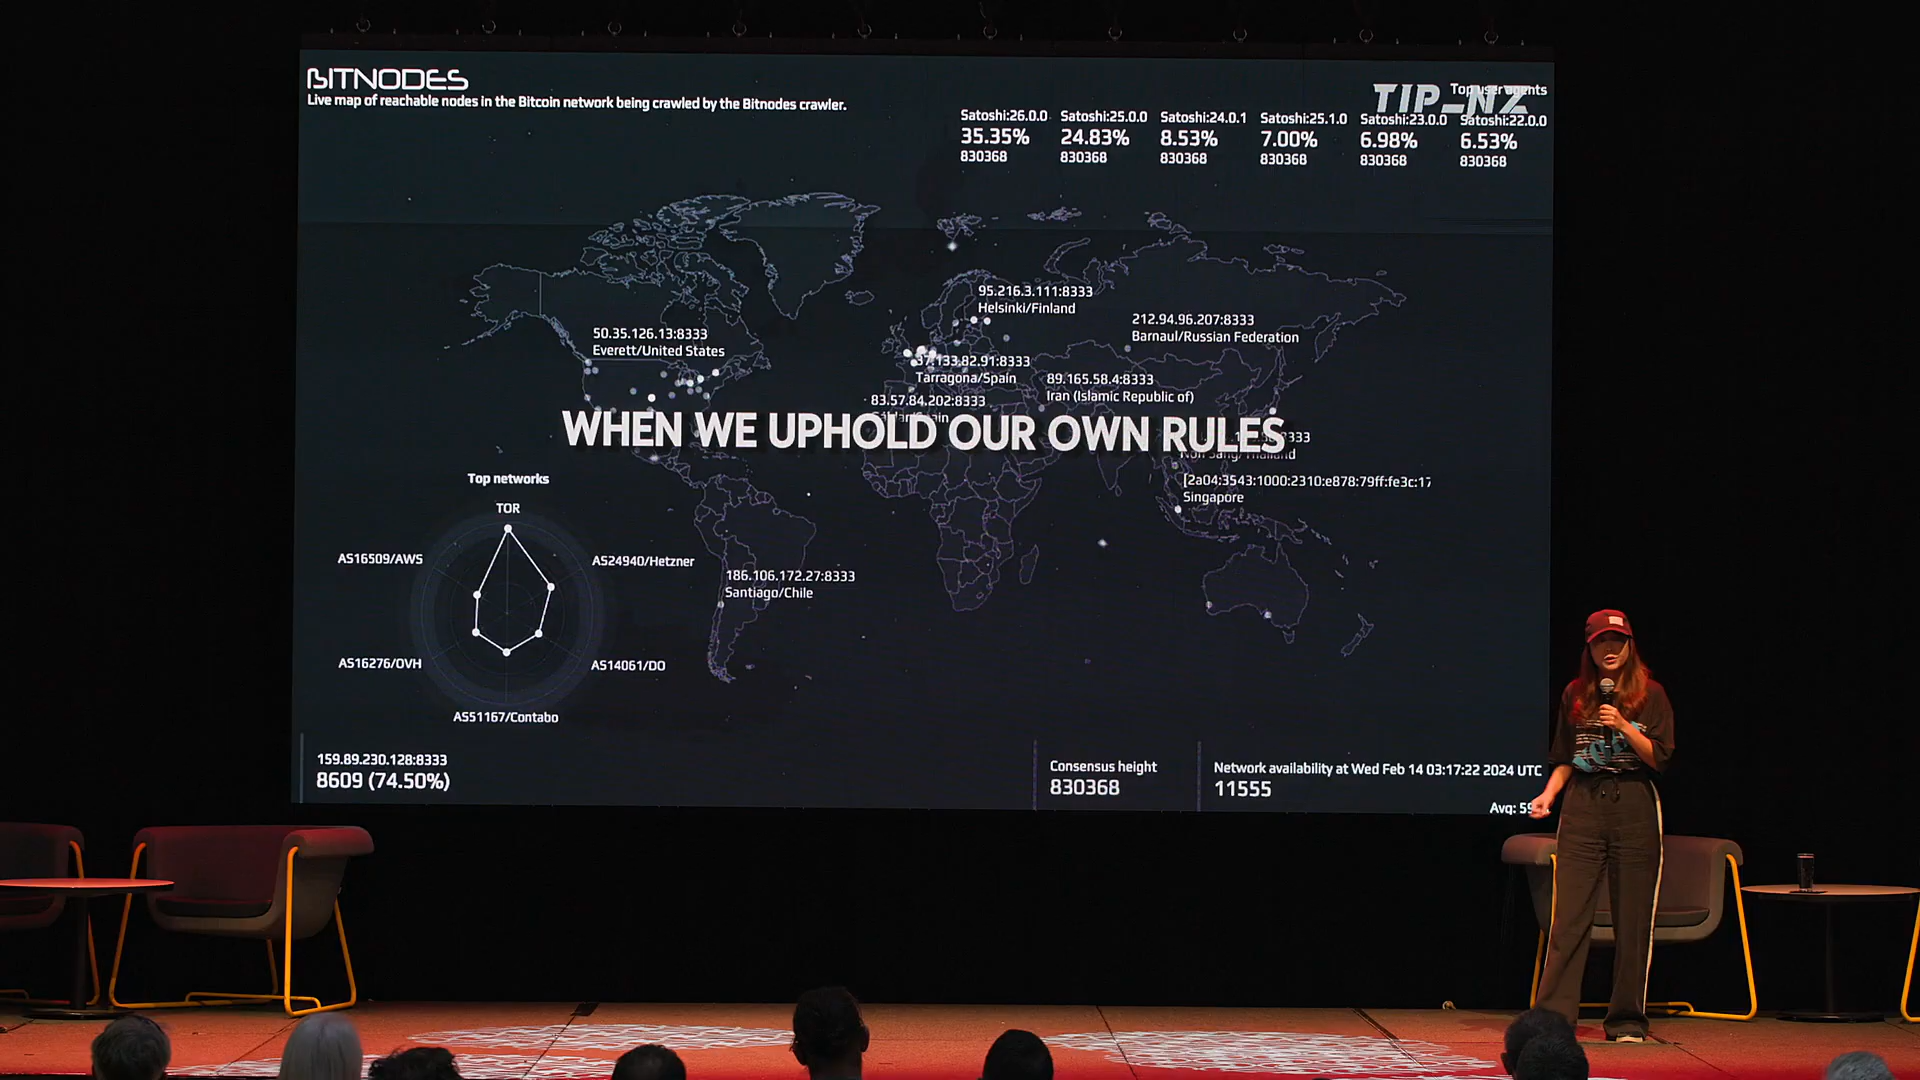 BITNODES
Live map of reachable nodes in the Bitcoin network being crawled by the Bitnodes crawler.
TIP_NZ
Top user agents
Satoshi:26.0.0 Satoshi:25.0.0 Satoshi:24.0.1 Satoshi:25.1.0 Satoshi:23.0.0 Satoshi:22.0.0
35.35% 24.83% 8.53% 7.00% 6.98% 6.53%
830368 830368 830368 830368 830368 830368
95.216.3.111:8333
Helsinki/Finland
212.94.96.207:8333
Barnaul/Russian Federation
50.35.126.13:8333
Everett/United States
37.133.82.91:8333
Tarragona/Spain
89.165.58.4:8333
Iran (Islamic Republic of)
83.57.84.202:8333
WHEN WE UPHOLD OUR OWN RULES
[2a04:3543:1000:2310:e878:79ff:fe3c:17
Singapore
186.106.172.27:8333
Santiago/Chile
Top networks
TOR
AS16509/AWS
AS24940/Hetzner
AS16276/OVH
AS14061/DO
AS51167/Contabo
159.89.230.128:8333
8609 (74.50%)
Consensus height
830368
Network availability at Wed Feb 14 03:17:22 2024 UTC
11555
Avg: